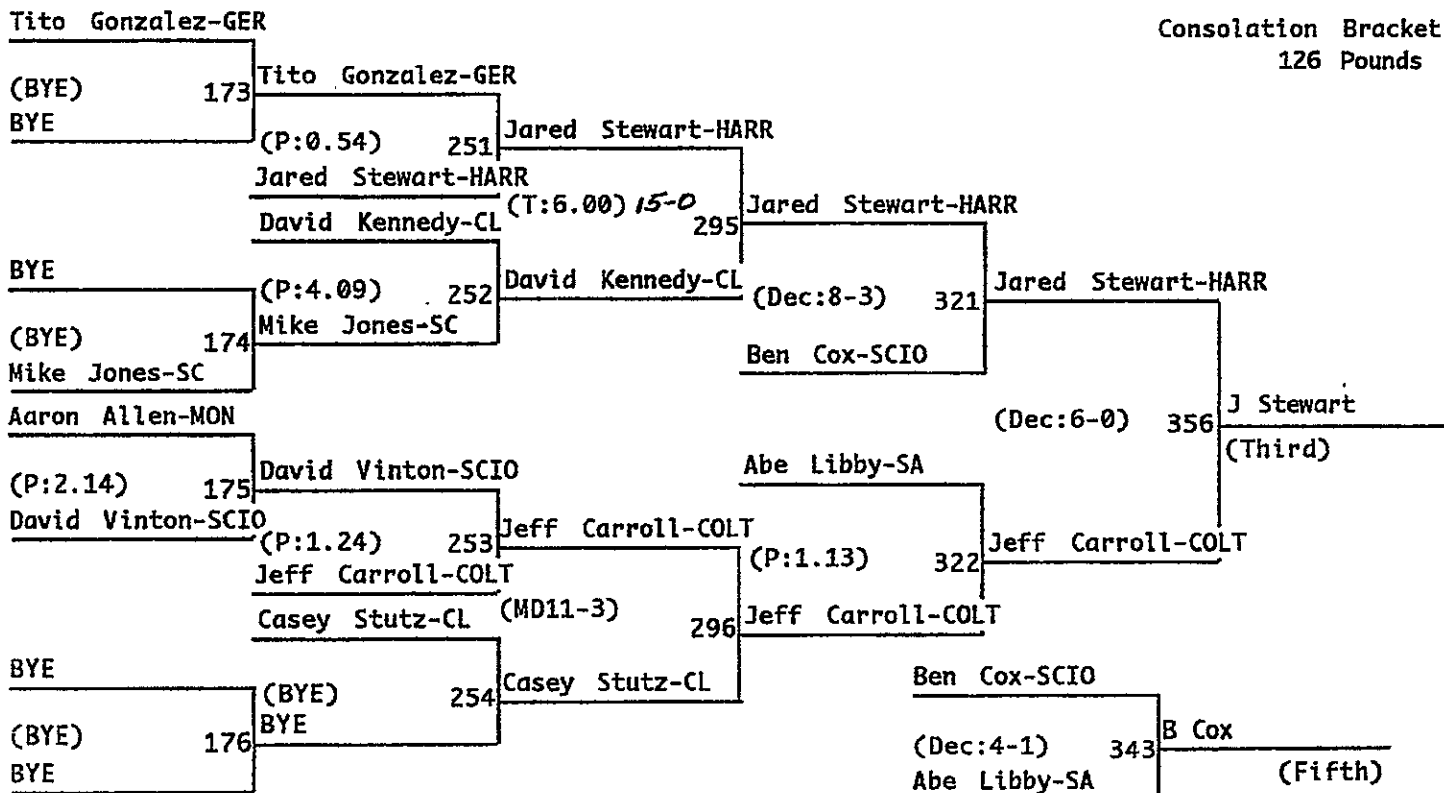 Tito Gonzalez-GER
Consolation Bracket
126 Pounds
(BYE) 173 Tito Gonzalez-GER
BYE
(P:0.54) 251 Jared Stewart-HARR
Jared Stewart-HARR
(T:6.00) 15-0 295 Jared Stewart-HARR
David Kennedy-CL
BYE
(P:4.09) 252 David Kennedy-CL
(Dec:8-3) 321 Jared Stewart-HARR
(BYE) 174 Mike Jones-SC
Mike Jones-SC
Ben Cox-SCIO
Aaron Allen-MON
(Dec:6-0) 356 J Stewart
(Third)
(P:2.14) 175 David Vinton-SCIO
Abe Libby-SA
David Vinton-SCIO
(P:1.24) 253 Jeff Carroll-COLT
(P:1.13) 322 Jeff Carroll-COLT
Jeff Carroll-COLT
(MD11-3) 296 Jeff Carroll-COLT
Casey Stutz-CL
BYE
(BYE) 254 Casey Stutz-CL
Ben Cox-SCIO
(BYE) 176 BYE
BYE
(Dec:4-1) 343 B Cox
(Fifth)
Abe Libby-SA